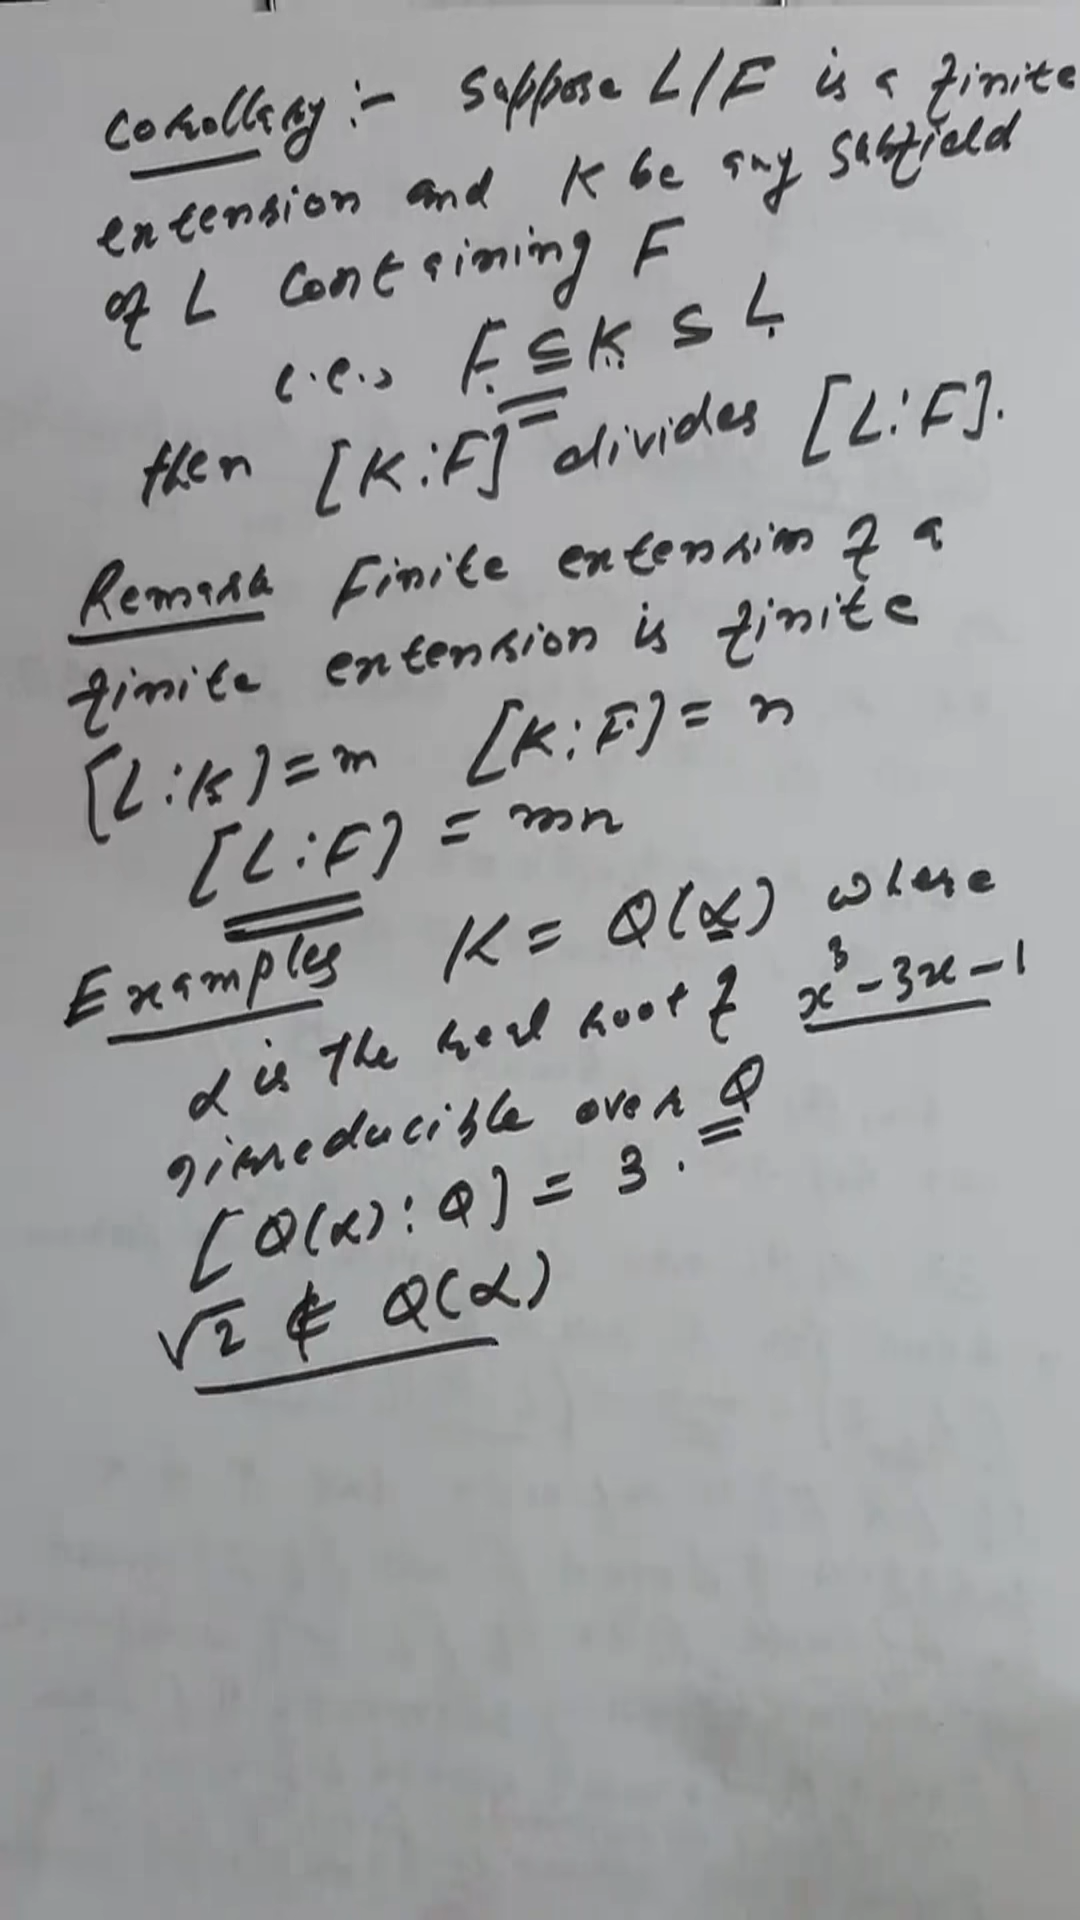 Corollary :- Suppose L/F is a finite
extension and K be any subfield
of L containing F
i.e., F ⊆ K ⊆ L
then [K:F] divides [L:F].
Remark Finite extension of a
finite extension is finite
[L:K] = m [K:F] = n
[L:F] = mn
Examples K = Q(α) where
α is the real root of x³-3x-1
irreducible over Q
[Q(α):Q] = 3.
√2 ∉ Q(α)